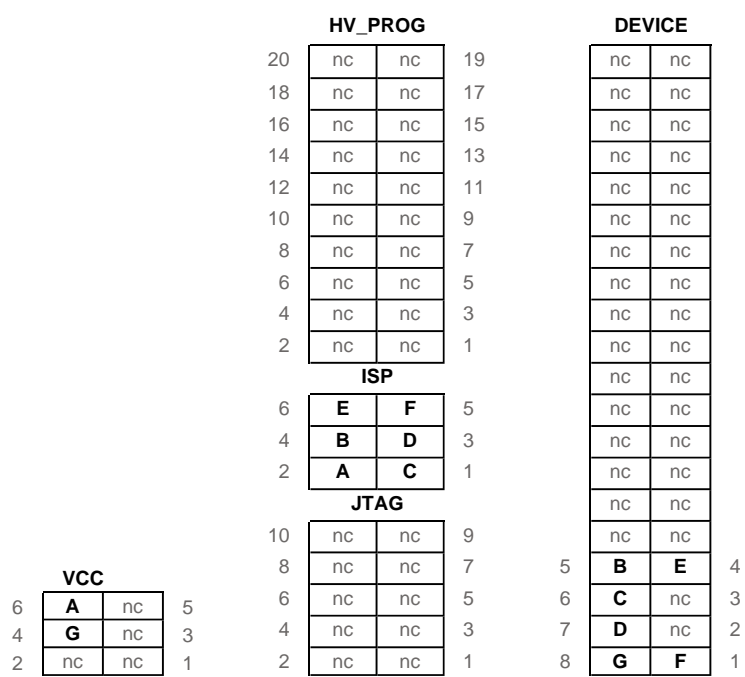 HV_PROG DEVICE
20 nc nc 19 nc nc
18 nc nc 17 nc nc
16 nc nc 15 nc nc
14 nc nc 13 nc nc
12 nc nc 11 nc nc
10 nc nc 9 nc nc
8 nc nc 7 nc nc
6 nc nc 5 nc nc
4 nc nc 3 nc nc
2 nc nc 1 nc nc
ISP nc nc
6 E F 5 nc nc
4 B D 3 nc nc
2 A C 1 nc nc
JTAG nc nc
10 nc nc 9 nc nc
VCC 8 nc nc 7 5 B E 4
6 A nc 5 6 nc nc 5 6 C nc 3
4 G nc 3 4 nc nc 3 7 D nc 2
2 nc nc 1 2 nc nc 1 8 G F 1